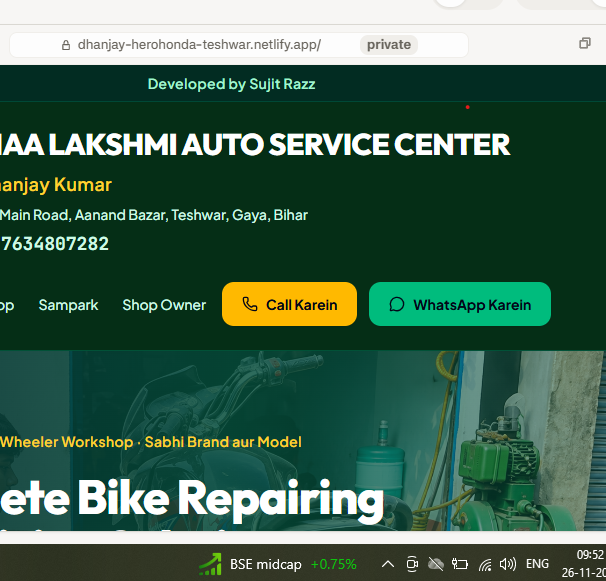 dhanjay-herohonda-teshwar.netlify.app/ private
Developed by Sujit Razz
LAKSHMI AUTO SERVICE CENTER
Kumar
Main Road, Aanand Bazar, Teshwar, Gaya, Bihar
7634807282
Sampark Shop Owner Call Karein WhatsApp Karein
Wheeler Workshop · Sabhi Brand aur Model
ete Bike Repairing
BSE midcap +0.75% ENG 09:52
26-11-20